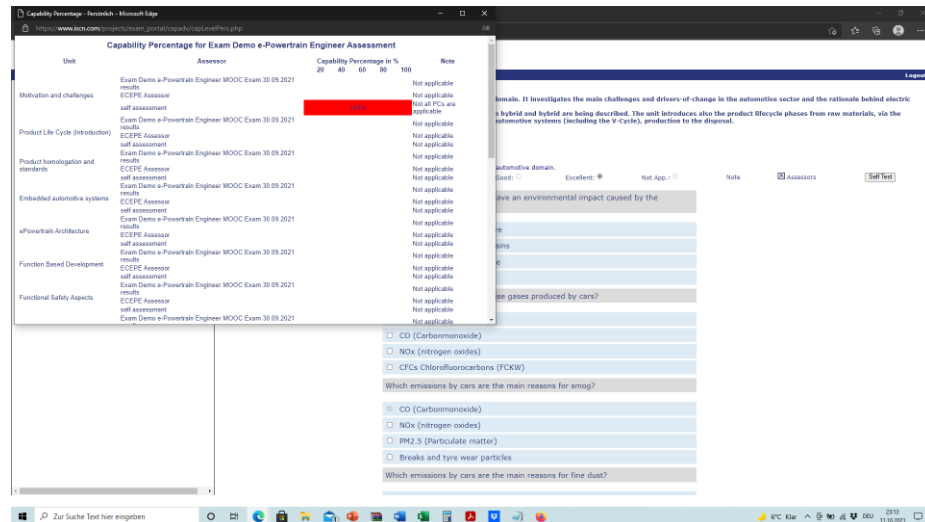 Capability Percentage - Persönlich - Microsoft Edge
https://www.iscn.com/projects/exam_portal/capadv/capLevelPerc.php
Capability Percentage for Exam Demo e-Powertrain Engineer Assessment
Unit Assessor Capability Percentage in % Note
20 40 60 80 100
Motivation and challenges
Exam Demo e-Powertrain Engineer MOOC Exam 30.09.2021 results Not applicable
ECEPE Assessor Not applicable
self assessment Not all PCs are applicable
Product Life Cycle (Introduction)
Exam Demo e-Powertrain Engineer MOOC Exam 30.09.2021 results Not applicable
ECEPE Assessor Not applicable
self assessment Not applicable
Product homologation and standards
Exam Demo e-Powertrain Engineer MOOC Exam 30.09.2021 results Not applicable
ECEPE Assessor Not applicable
self assessment Not applicable
Embedded automotive systems
Exam Demo e-Powertrain Engineer MOOC Exam 30.09.2021 results Not applicable
ECEPE Assessor Not applicable
self assessment Not applicable
ePowertrain Architecture
Exam Demo e-Powertrain Engineer MOOC Exam 30.09.2021 results Not applicable
ECEPE Assessor Not applicable
self assessment Not applicable
Function Based Development
Exam Demo e-Powertrain Engineer MOOC Exam 30.09.2021 results Not applicable
ECEPE Assessor Not applicable
self assessment Not applicable
Functional Safety Aspects
Exam Demo e-Powertrain Engineer MOOC Exam 30.09.2021 results Not applicable
ECEPE Assessor Not applicable
self assessment Not applicable
Exam Demo e-Powertrain Engineer MOOC Exam 30.09.2021 Not applicable
Logout
domain. It investigates the main challenges and drivers-of-change in the automotive sector and the rationale behind electric
hybrid and hybrid are being described. The unit introduces also the product lifecycle phases from raw materials, via the
automotive systems (including the V-Cycle), production to the disposal.
automotive domain.
Good: Excellent: Not App.: Note Assessors Self Test
have an environmental impact caused by the
se gases produced by cars?
CO (Carbonmonoxide)
NOx (nitrogen oxides)
CFCs Chlorofluorocarbons (FCKW)
Which emissions by cars are the main reasons for smog?
CO (Carbonmonoxide)
NOx (nitrogen oxides)
PM2.5 (Particulate matter)
Breaks and tyre wear particles
Which emissions by cars are the main reasons for fine dust?
Zur Suche Text hier eingeben
5°C Klar
DEU
23:13
11.10.2021